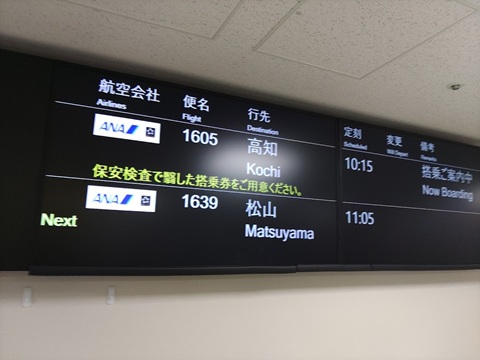 航空会社 便名 行先 定刻 変更 備考
Airlines Flight Destination Scheduled Will Depart Remarks
ANA 1605 高知 10:15 搭乗ご案内中
Kochi Now Boarding
保安検査で翳した搭乗券をご用意ください。
ANA 1639 松山 11:05
Next Matsuyama